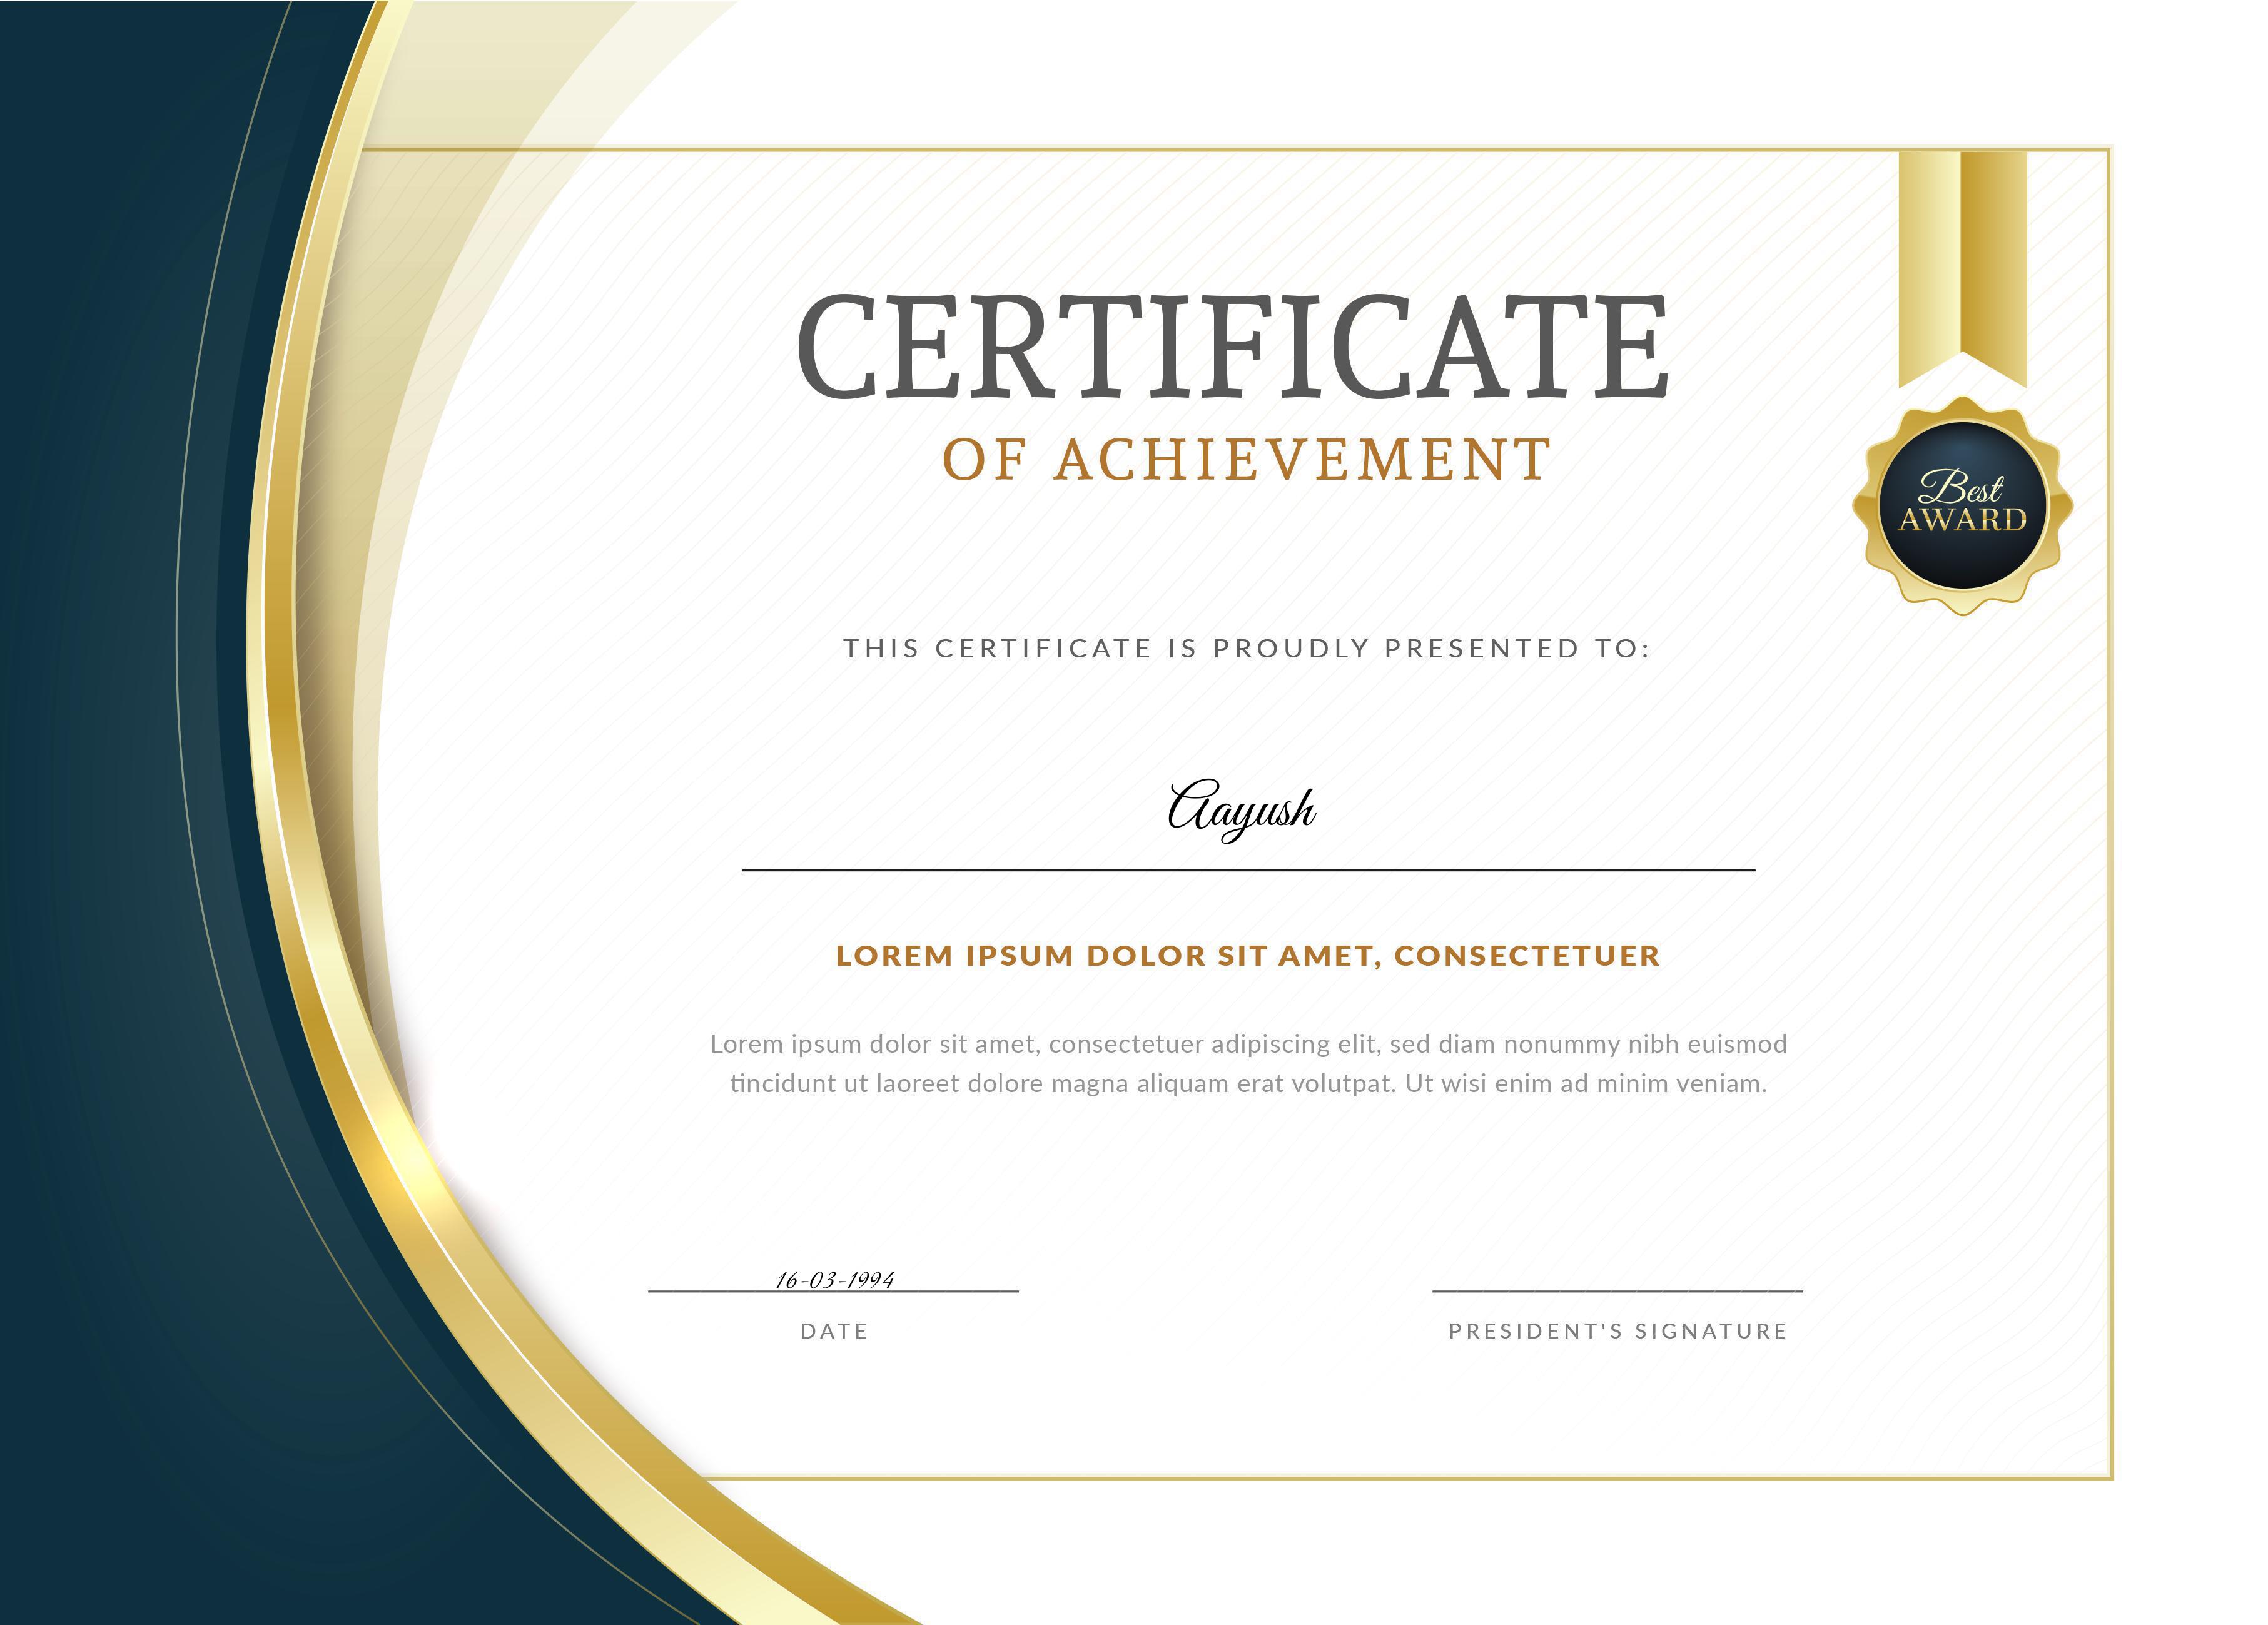 CERTIFICATE
OF ACHIEVEMENT
Best
AWARD
THIS CERTIFICATE IS PROUDLY PRESENTED TO:
Aayush
LOREM IPSUM DOLOR SIT AMET, CONSECTETUER
Lorem ipsum dolor sit amet, consectetuer adipiscing elit, sed diam nonummy nibh euismod
tincidunt ut laoreet dolore magna aliquam erat volutpat. Ut wisi enim ad minim veniam.
16-03-1994
DATE
PRESIDENT'S SIGNATURE